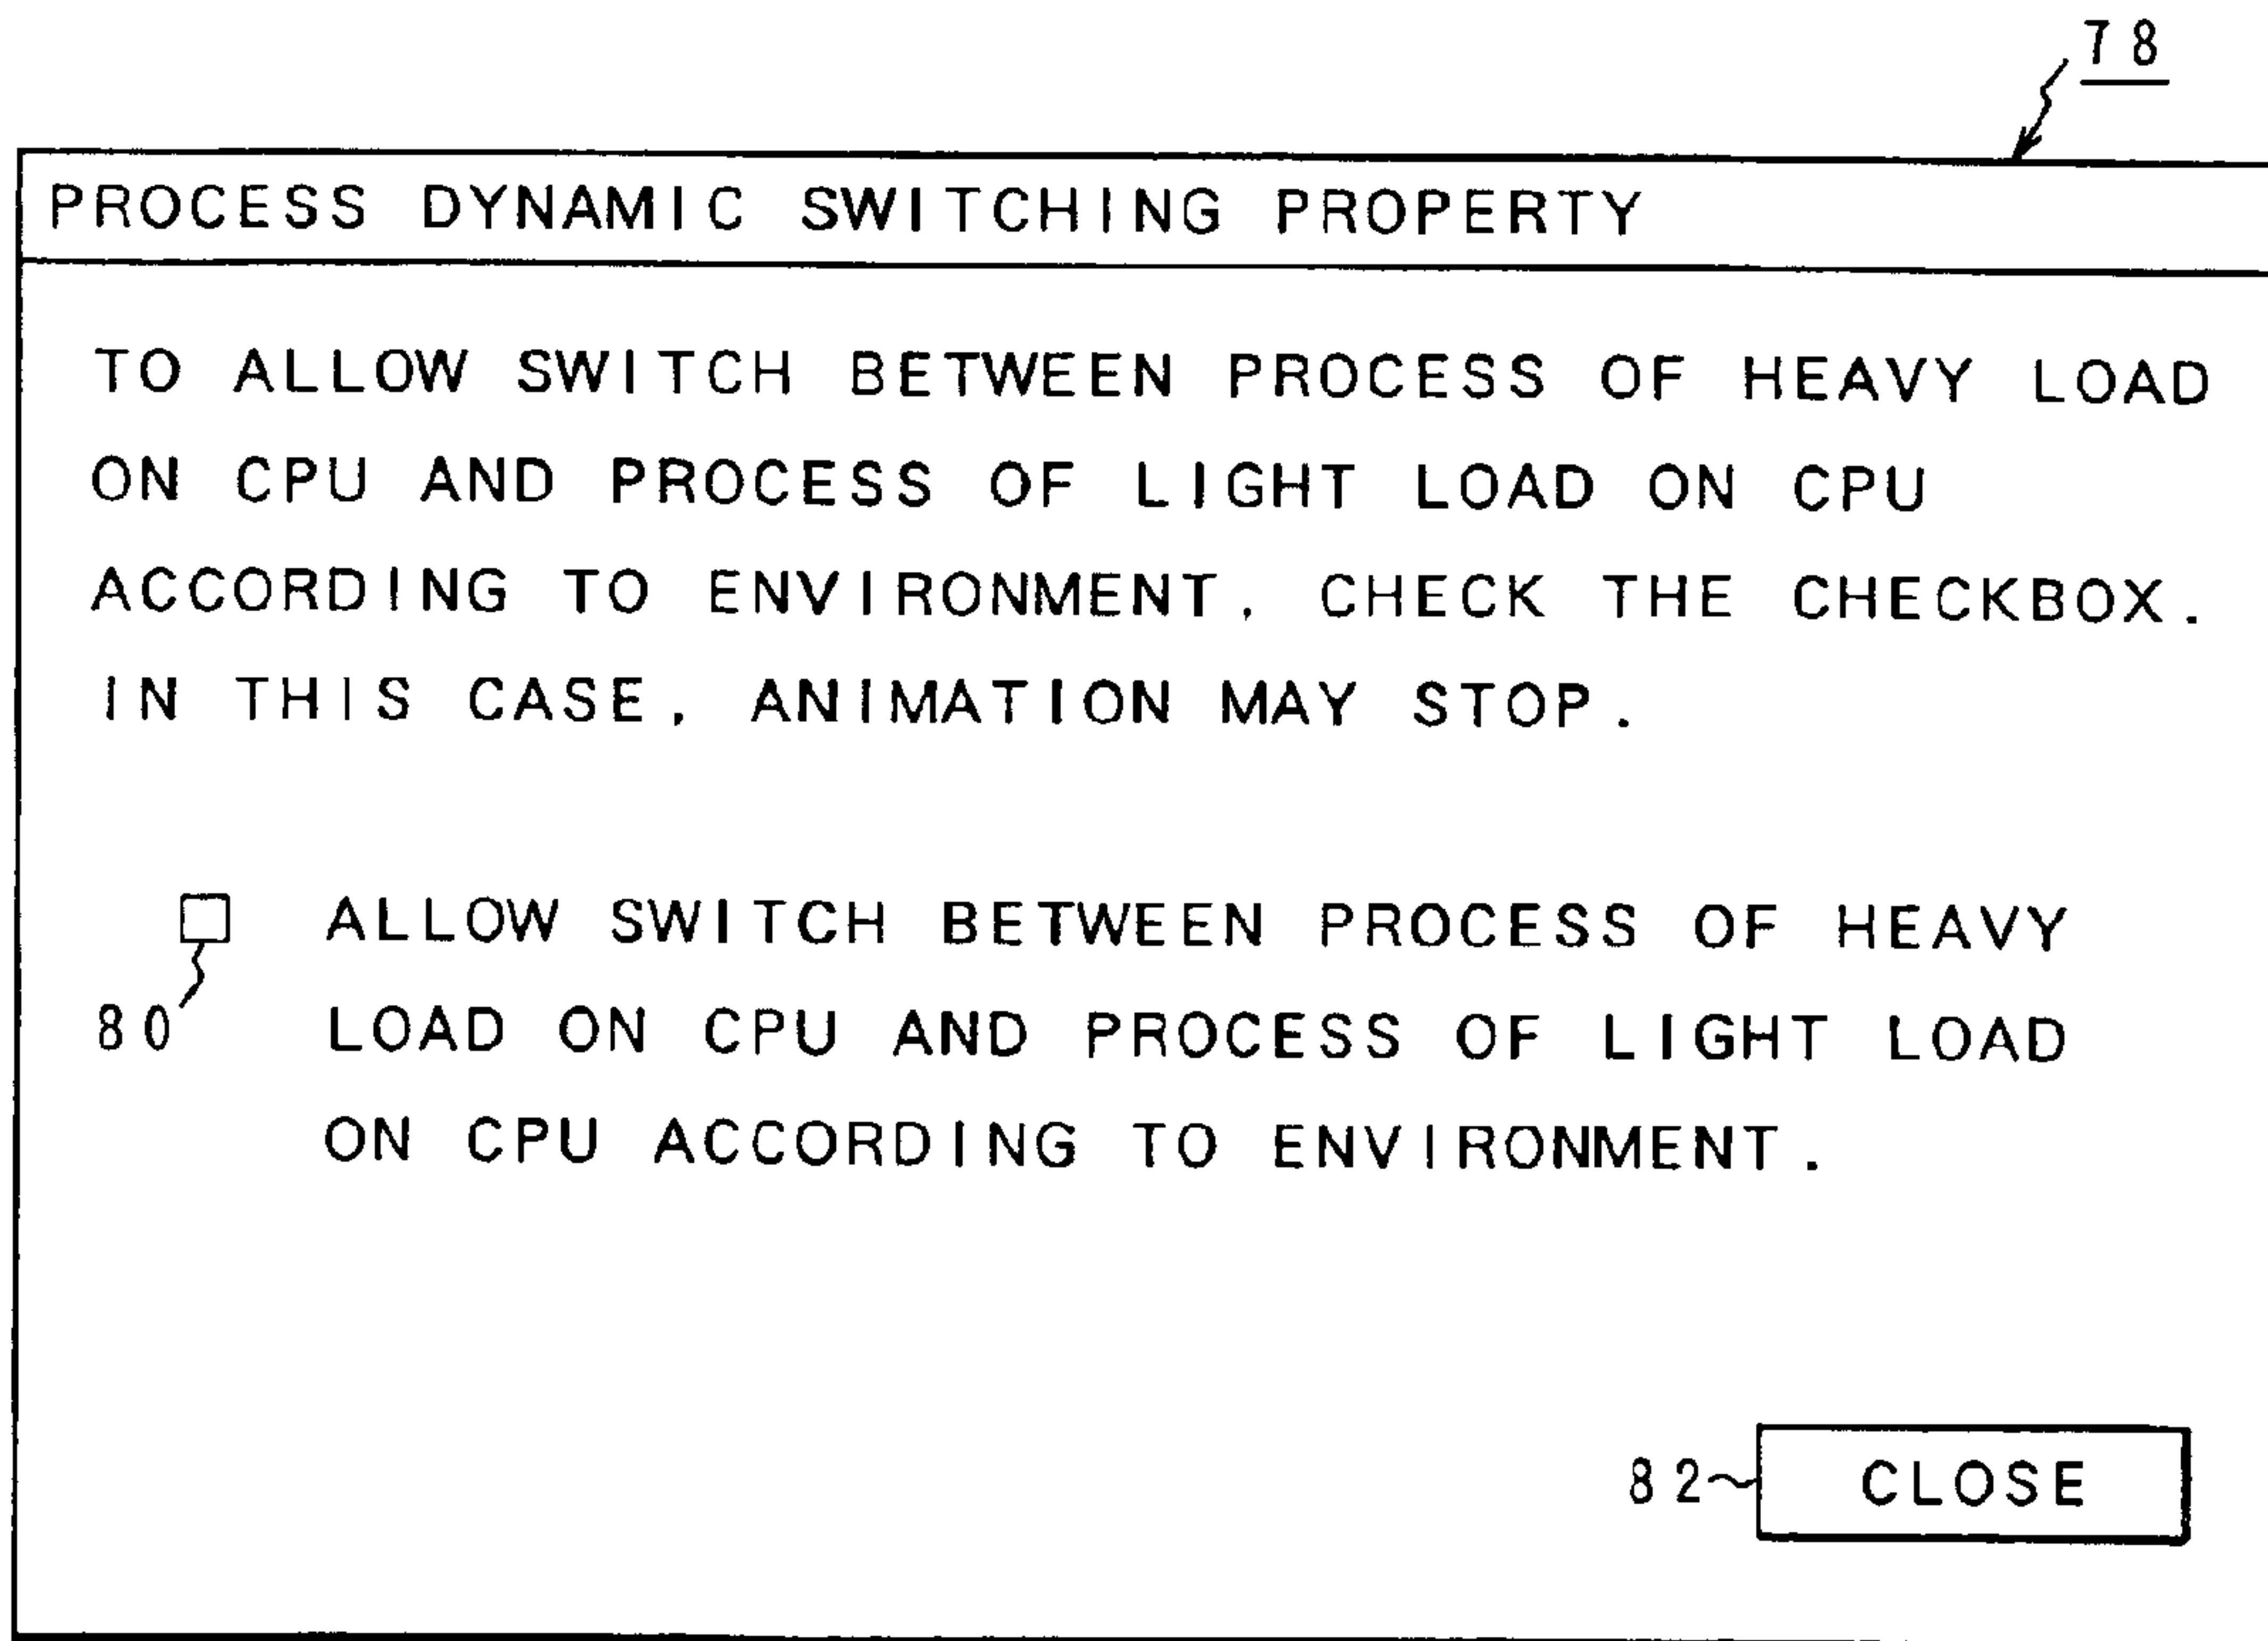 78
PROCESS DYNAMIC SWITCHING PROPERTY
TO ALLOW SWITCH BETWEEN PROCESS OF HEAVY LOAD
ON CPU AND PROCESS OF LIGHT LOAD ON CPU
ACCORDING TO ENVIRONMENT, CHECK THE CHECKBOX.
IN THIS CASE, ANIMATION MAY STOP.
ALLOW SWITCH BETWEEN PROCESS OF HEAVY
80 LOAD ON CPU AND PROCESS OF LIGHT LOAD
ON CPU ACCORDING TO ENVIRONMENT.
82 CLOSE